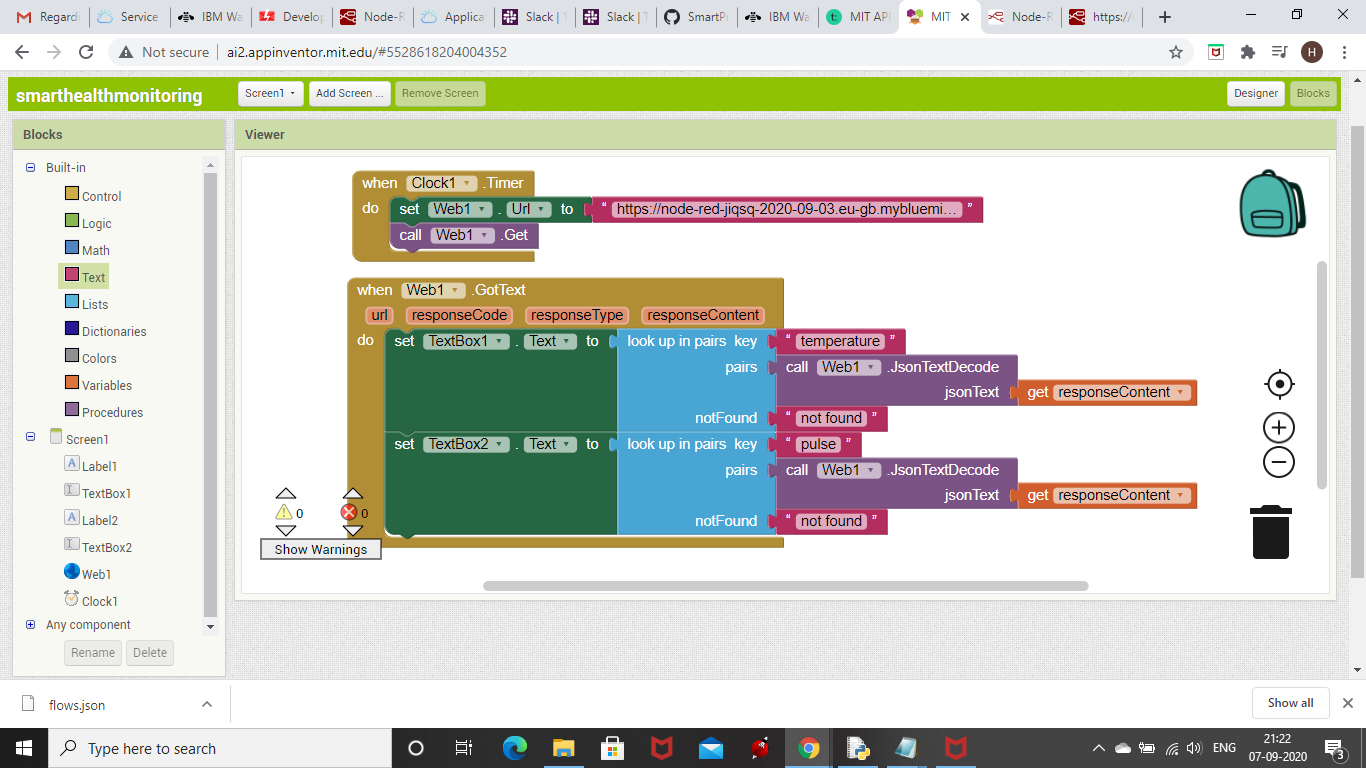 Regardi
Service
IBM Wa
Develop
Node-R
Applicat
Slack | T
Slack | T
SmartPr
IBM Wa
MIT API
MIT
Node-R
https://
Not secure | ai2.appinventor.mit.edu/#5528618204004352
H
smarthealthmonitoring
Screen1
Add Screen ...
Remove Screen
Designer
Blocks
Blocks
Viewer
Built-in
Control
Logic
Math
Text
Lists
Dictionaries
Colors
Variables
Procedures
Screen1
Label1
TextBox1
Label2
TextBox2
Web1
Clock1
Any component
Rename
Delete
when Clock1 .Timer
do set Web1 . Url to “ https://node-red-jiqsq-2020-09-03.eu-gb.mybluemi... ”
call Web1 .Get
when Web1 .GotText
url responseCode responseType responseContent
do set TextBox1 . Text to look up in pairs key “ temperature ”
pairs call Web1 .JsonTextDecode
jsonText get responseContent
notFound “ not found ”
set TextBox2 . Text to look up in pairs key “ pulse ”
pairs call Web1 .JsonTextDecode
jsonText get responseContent
notFound “ not found ”
0 0
Show Warnings
flows.json
Show all
Type here to search
ENG
21:22
07-09-2020
3